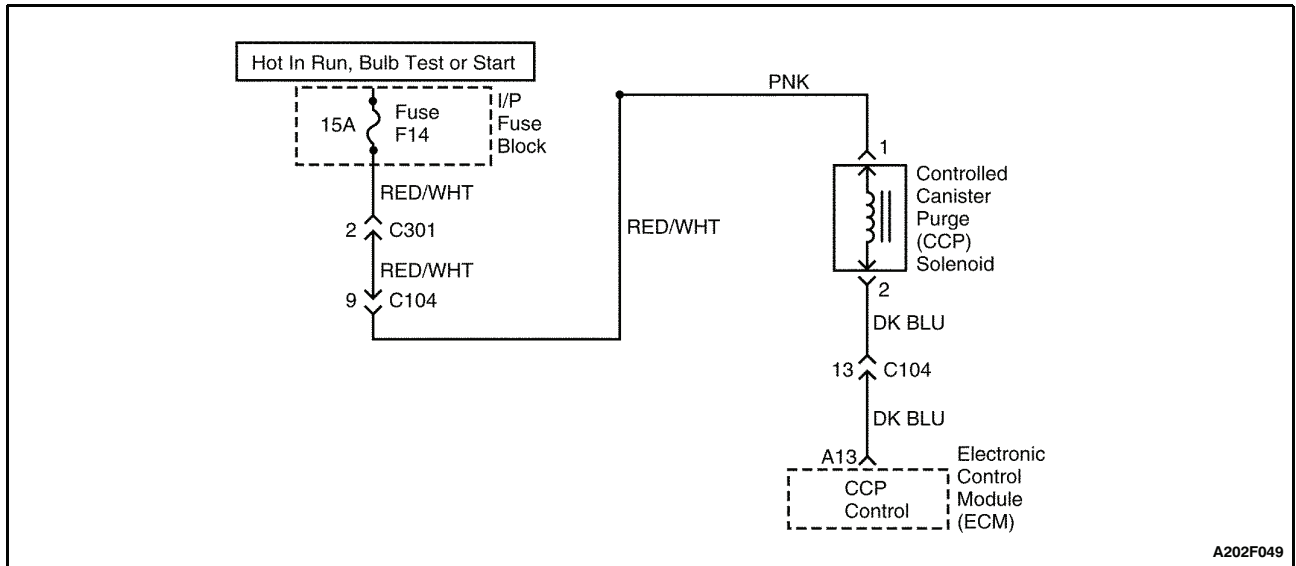 Hot In Run, Bulb Test or Start
I/P
Fuse
Block
15A
Fuse
F14
RED/WHT
2 C301
RED/WHT
9 C104
RED/WHT
PNK
1
Controlled
Canister
Purge
(CCP)
Solenoid
2
DK BLU
13 C104
DK BLU
A13
CCP
Control
Electronic
Control
Module
(ECM)
A202F049